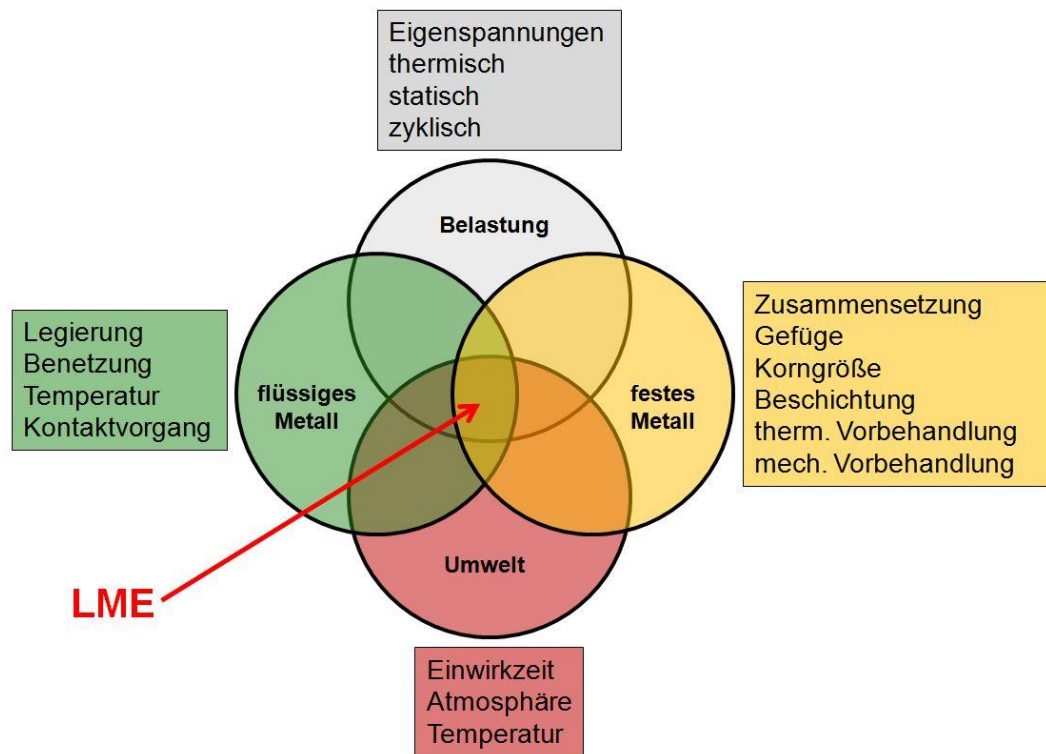 Eigenspannungen
thermisch
statisch
zyklisch
Belastung
Legierung
Benetzung
Temperatur
Kontaktvorgang
flüssiges
Metall
festes
Metall
Zusammensetzung
Gefüge
Korngröße
Beschichtung
therm. Vorbehandlung
mech. Vorbehandlung
Umwelt
LME
Einwirkzeit
Atmosphäre
Temperatur